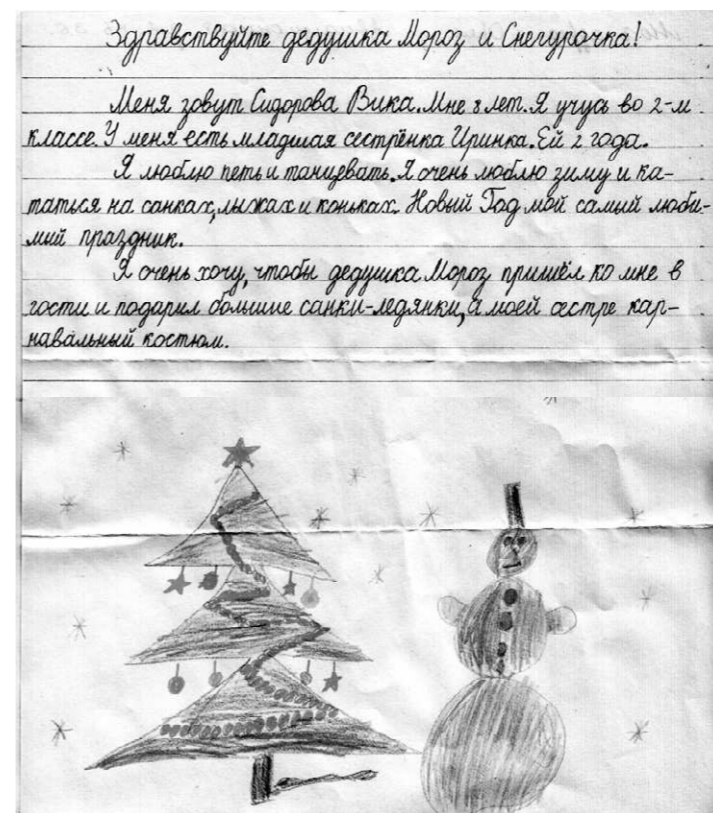 Здравствуйте дедушка Мороз и Снегурочка!
Меня зовут Сидорова Вика. Мне 8 лет. Я учусь во 2-м
классе. У меня есть младшая сестрёнка Иринка. Ей 2 года.
Я люблю петь и танцевать. Я очень люблю зиму и ка-
таться на санках, лыжах и коньках. Новый Год мой самый люби-
мый праздник.
Я очень хочу, чтобы дедушка Мороз пришёл ко мне в
гости и подарил большие санки-ледянки, а моей сестре кар-
навальный костюм.